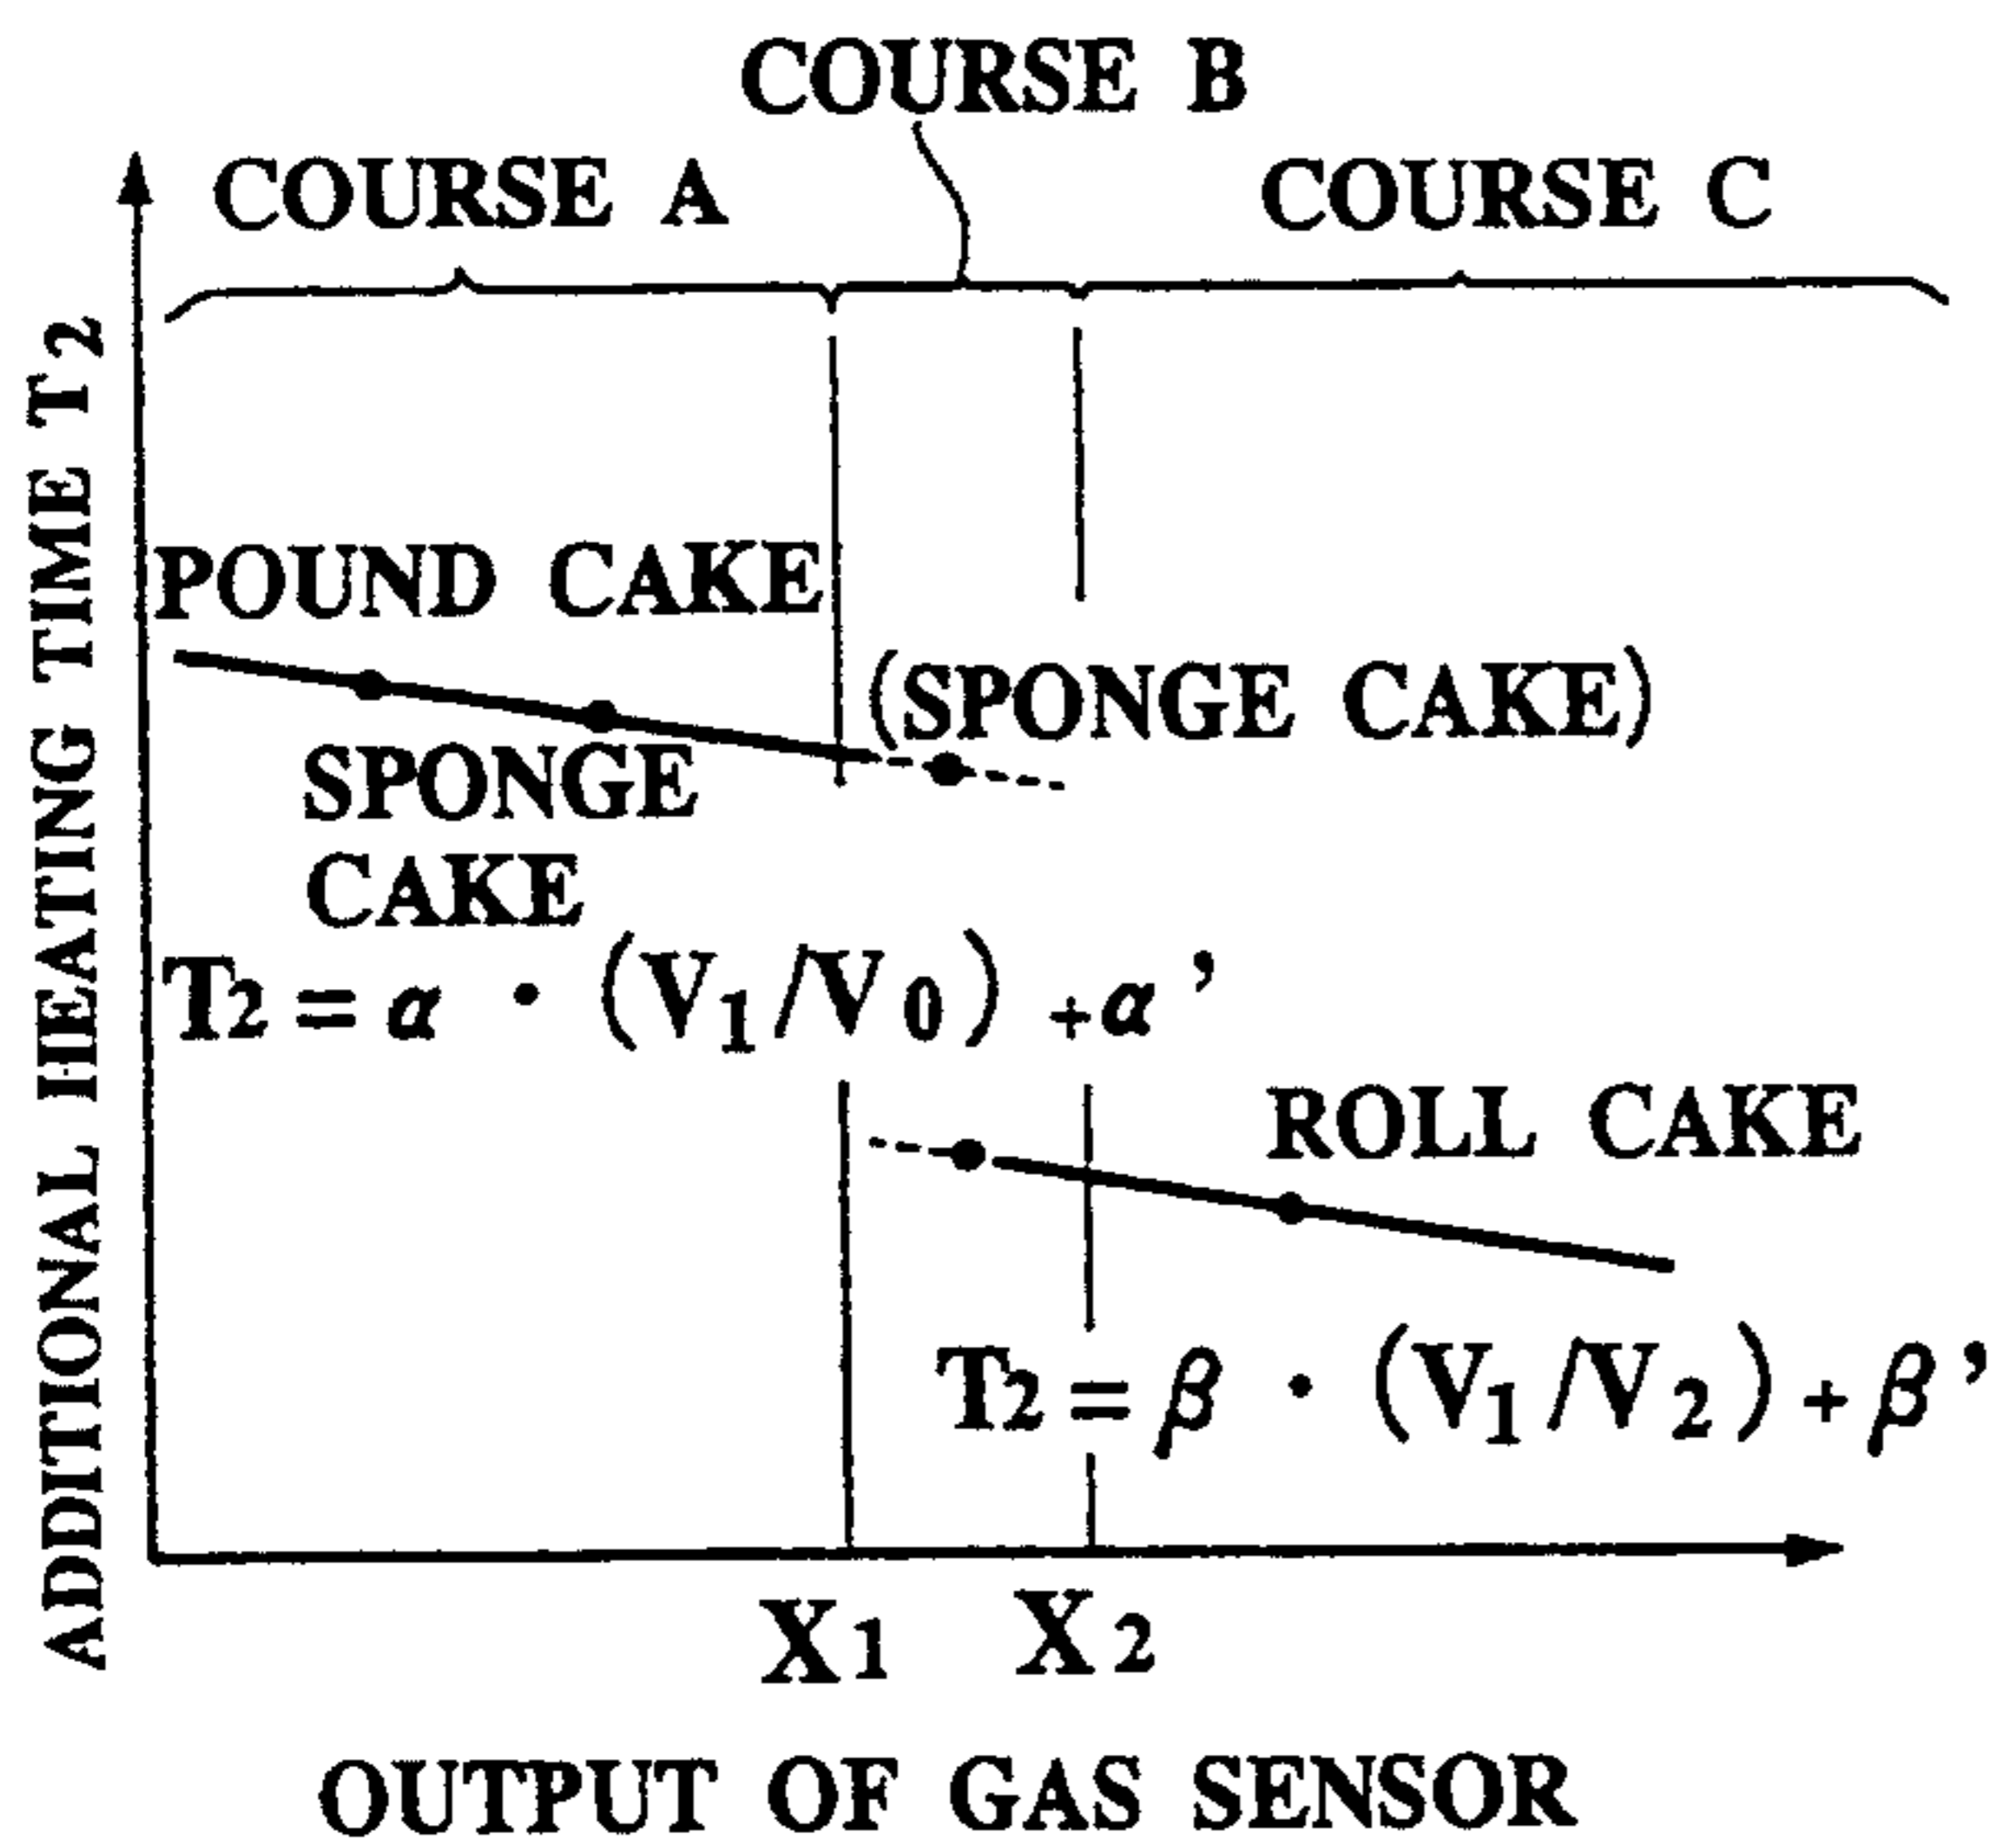 COURSE B
COURSE A
COURSE C
ADDITIONAL HEATING TIME T2
POUND CAKE
(SPONGE CAKE)
SPONGE
CAKE
T2 = α · (V1/V0) + α'
ROLL CAKE
T2 = β · (V1/V2) + β'
X1 X2
OUTPUT OF GAS SENSOR